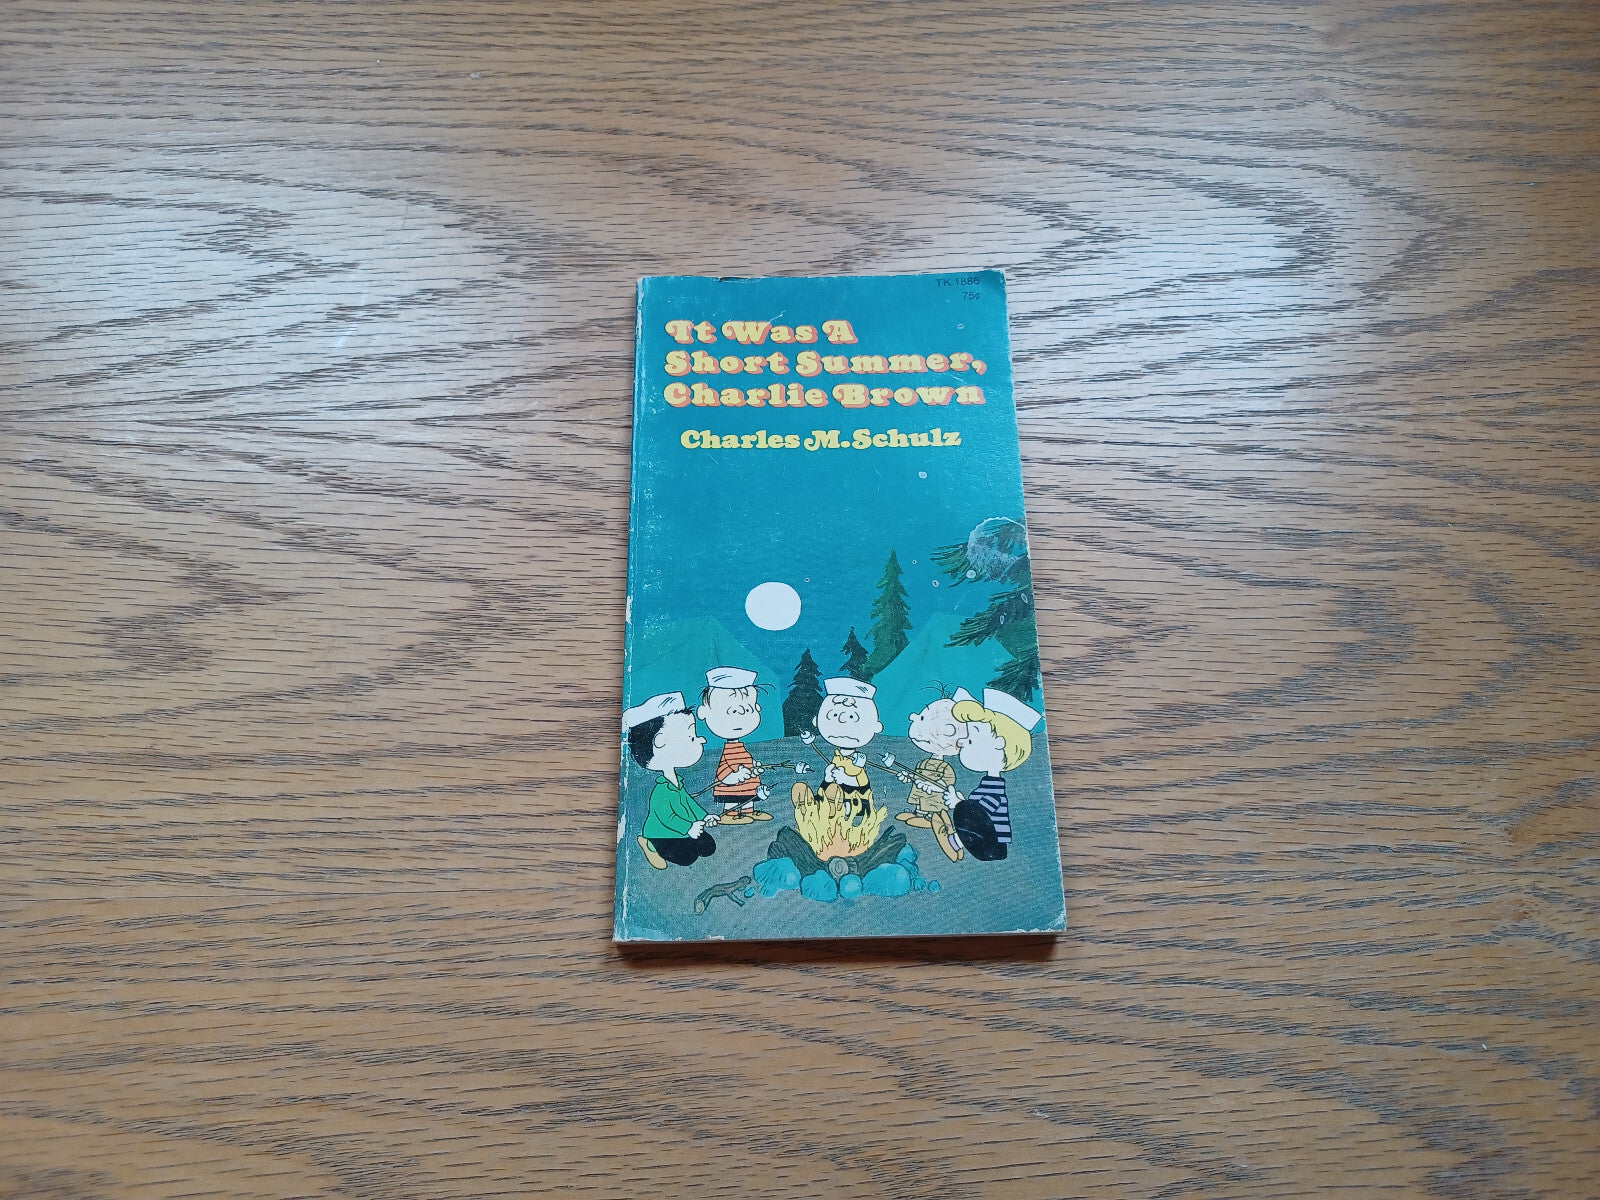 TK 1886
75¢
It Was A
Short Summer,
Charlie Brown
Charles M. Schulz